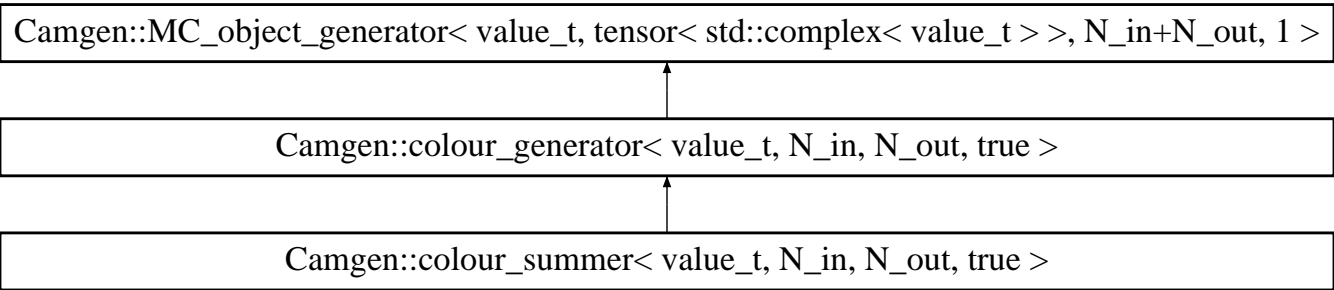 Camgen::MC_object_generator< value_t, tensor< std::complex< value_t > >, N_in+N_out, 1 >
Camgen::colour_generator< value_t, N_in, N_out, true >
Camgen::colour_summer< value_t, N_in, N_out, true >